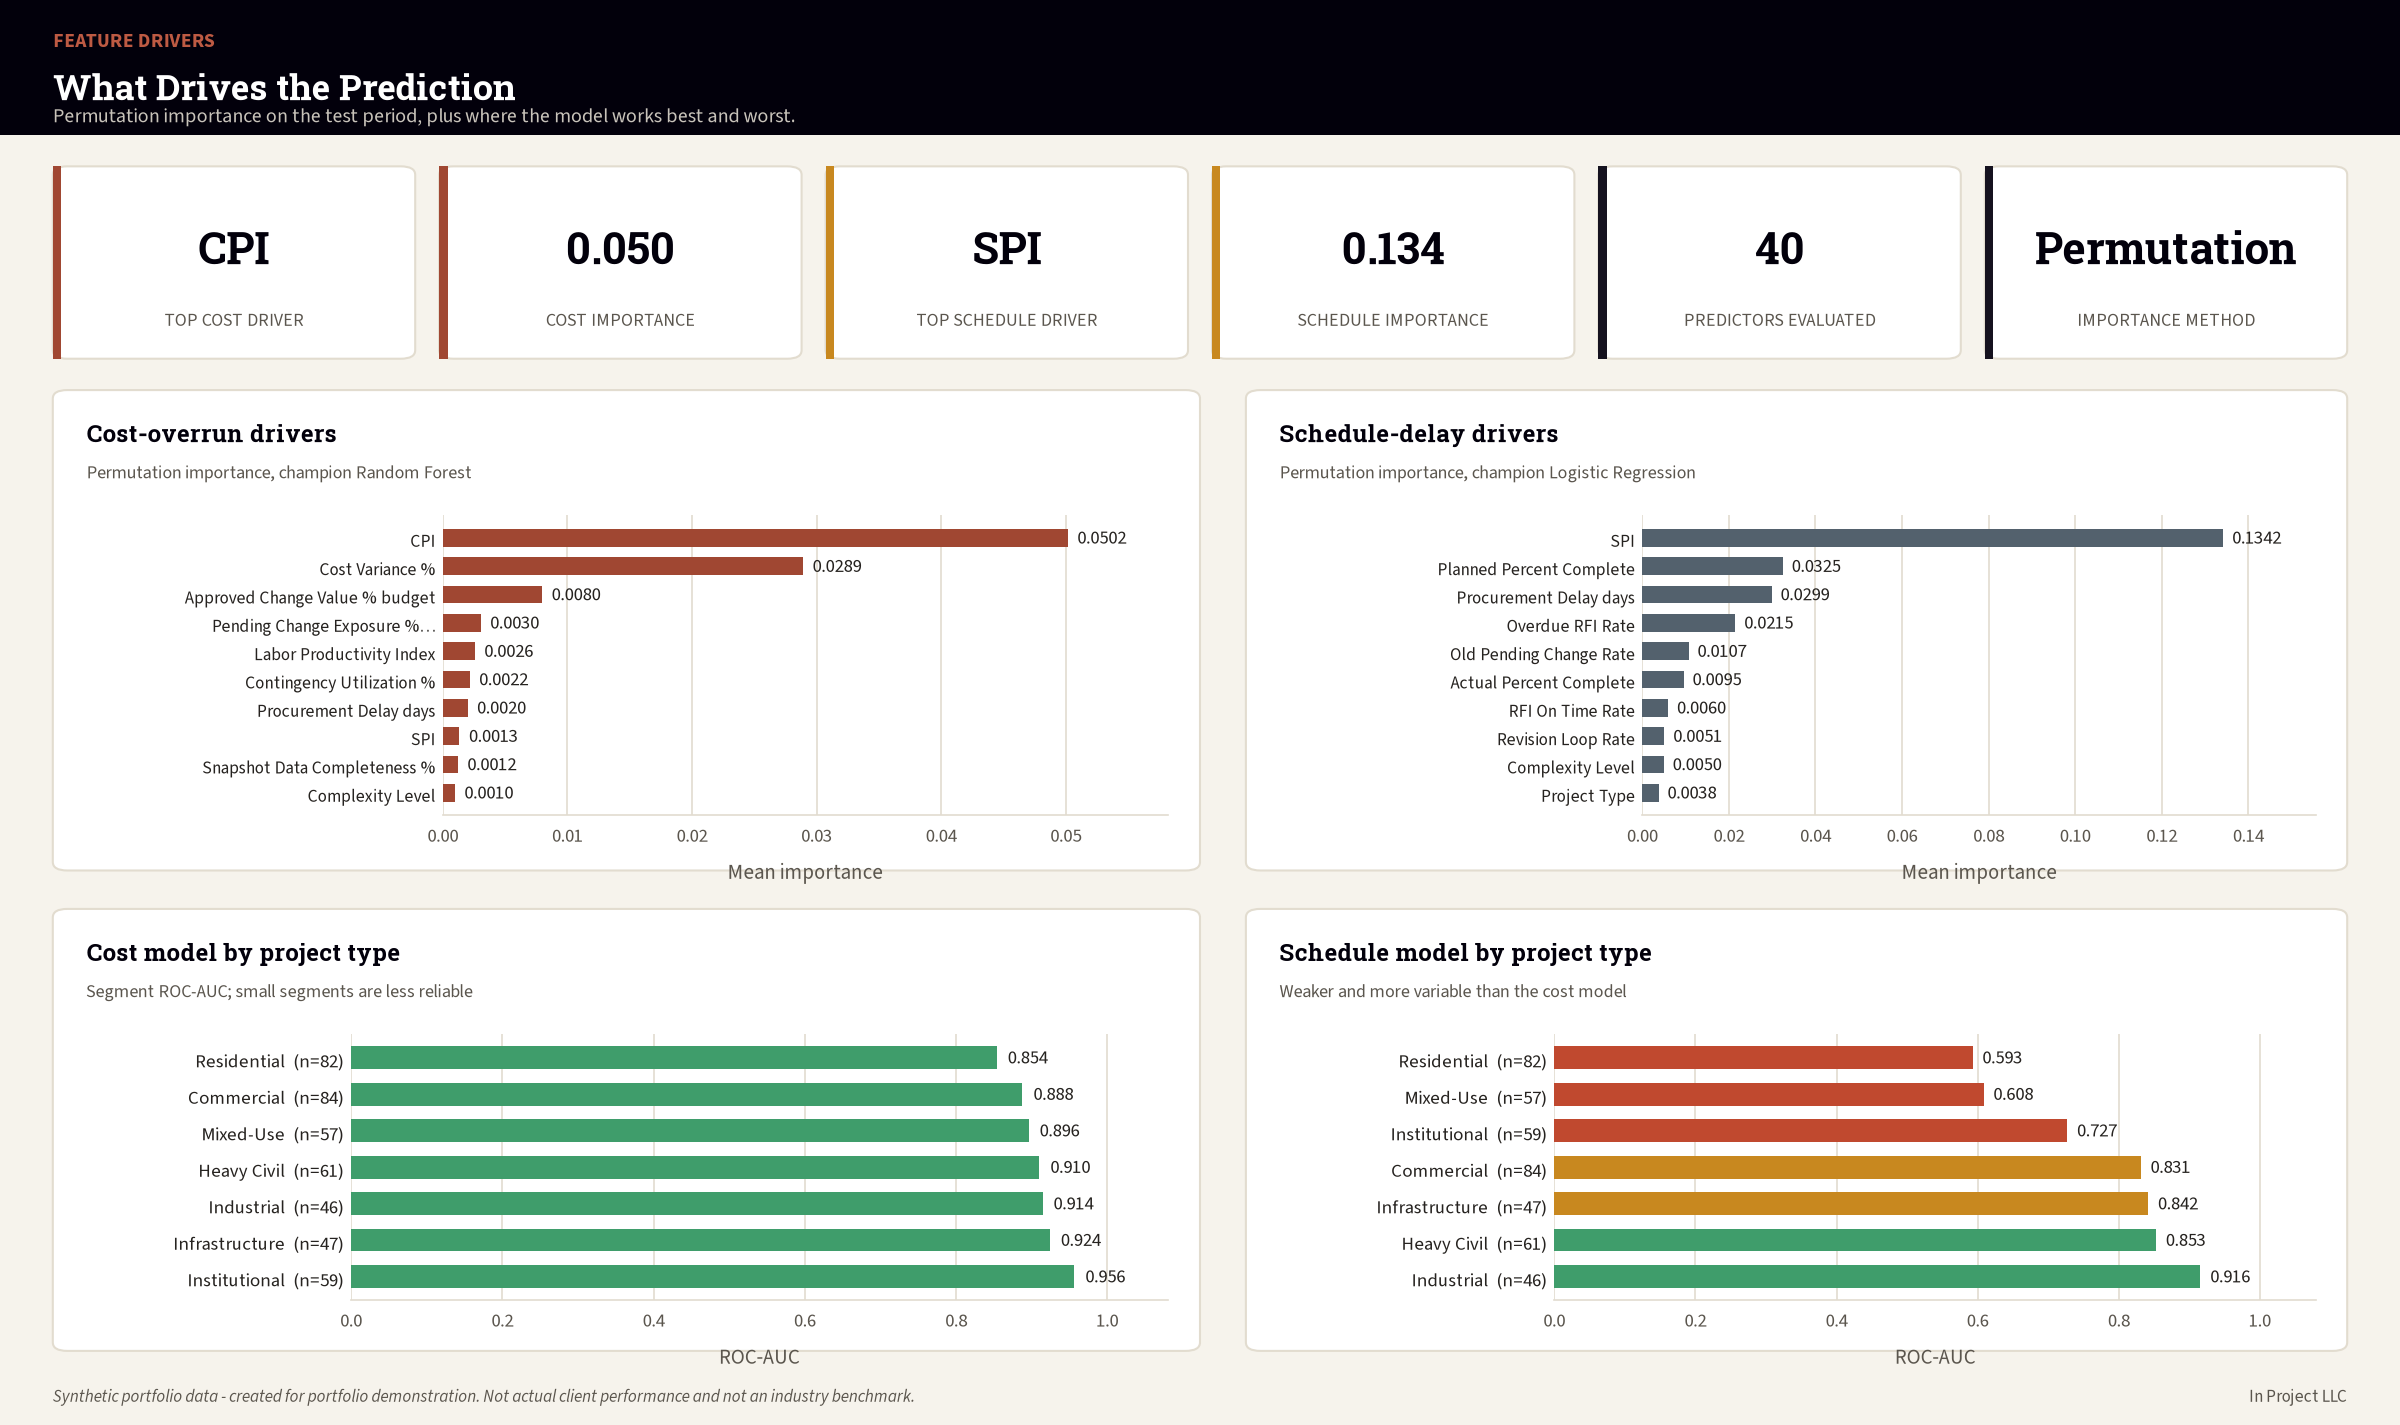 FEATURE DRIVERS
What Drives the Prediction
Permutation importance on the test period, plus where the model works best and worst.
CPI
TOP COST DRIVER
0.050
COST IMPORTANCE
SPI
TOP SCHEDULE DRIVER
0.134
SCHEDULE IMPORTANCE
40
PREDICTORS EVALUATED
Permutation
IMPORTANCE METHOD
Cost-overrun drivers
Permutation importance, champion Random Forest
CPI 0.0502
Cost Variance % 0.0289
Approved Change Value % budget 0.0080
Pending Change Exposure %… 0.0030
Labor Productivity Index 0.0026
Contingency Utilization % 0.0022
Procurement Delay days 0.0020
SPI 0.0013
Snapshot Data Completeness % 0.0012
Complexity Level 0.0010
0.00 0.01 0.02 0.03 0.04 0.05
Mean importance
Schedule-delay drivers
Permutation importance, champion Logistic Regression
SPI 0.1342
Planned Percent Complete 0.0325
Procurement Delay days 0.0299
Overdue RFI Rate 0.0215
Old Pending Change Rate 0.0107
Actual Percent Complete 0.0095
RFI On Time Rate 0.0060
Revision Loop Rate 0.0051
Complexity Level 0.0050
Project Type 0.0038
0.00 0.02 0.04 0.06 0.08 0.10 0.12 0.14
Mean importance
Cost model by project type
Segment ROC-AUC; small segments are less reliable
Residential (n=82) 0.854
Commercial (n=84) 0.888
Mixed-Use (n=57) 0.896
Heavy Civil (n=61) 0.910
Industrial (n=46) 0.914
Infrastructure (n=47) 0.924
Institutional (n=59) 0.956
0.0 0.2 0.4 0.6 0.8 1.0
ROC-AUC
Schedule model by project type
Weaker and more variable than the cost model
Residential (n=82) 0.593
Mixed-Use (n=57) 0.608
Institutional (n=59) 0.727
Commercial (n=84) 0.831
Infrastructure (n=47) 0.842
Heavy Civil (n=61) 0.853
Industrial (n=46) 0.916
0.0 0.2 0.4 0.6 0.8 1.0
ROC-AUC
Synthetic portfolio data - created for portfolio demonstration. Not actual client performance and not an industry benchmark.
In Project LLC